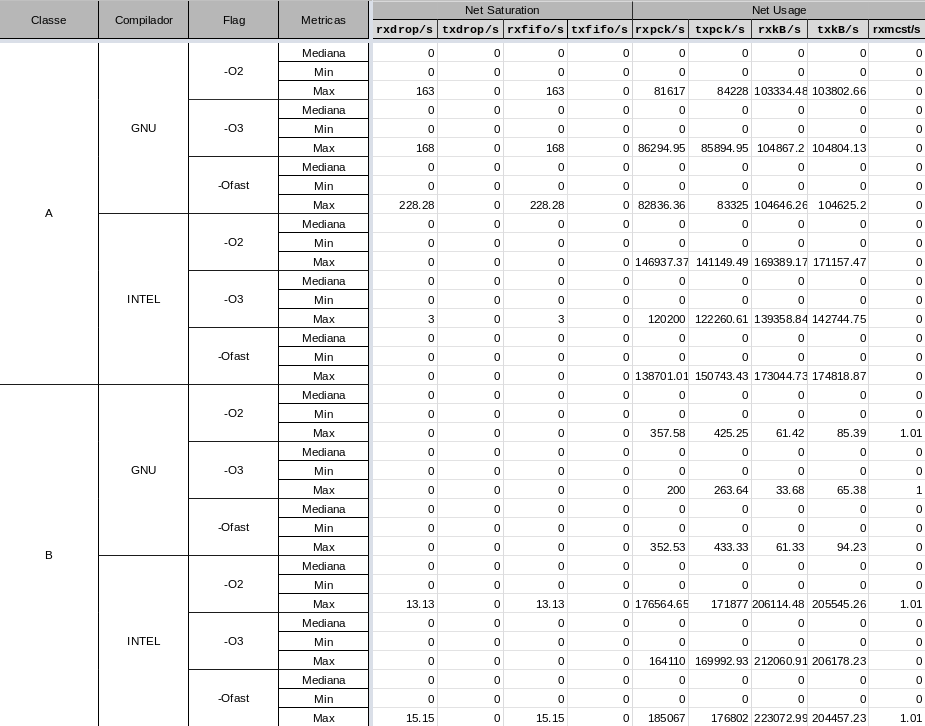 Classe Compilador Flag Metricas Net Saturation Net Usage
rxdrop/s txdrop/s rxfifo/s txfifo/s rxpck/s txpck/s rxkB/s txkB/s rxmcst/s
A GNU -O2 Mediana 0 0 0 0 0 0 0 0 0
Min 0 0 0 0 0 0 0 0 0
Max 163 0 163 0 81617 84228 103334.48 103802.66 0
-O3 Mediana 0 0 0 0 0 0 0 0 0
Min 0 0 0 0 0 0 0 0 0
Max 168 0 168 0 86294.95 85894.95 104867.2 104804.13 0
-Ofast Mediana 0 0 0 0 0 0 0 0 0
Min 0 0 0 0 0 0 0 0 0
Max 228.28 0 228.28 0 82836.36 83325 104646.26 104625.2 0
INTEL -O2 Mediana 0 0 0 0 0 0 0 0 0
Min 0 0 0 0 0 0 0 0 0
Max 0 0 0 0 146937.37 141149.49 169389.17 171157.47 0
-O3 Mediana 0 0 0 0 0 0 0 0 0
Min 0 0 0 0 0 0 0 0 0
Max 3 0 3 0 120200 122260.61 139358.84 142744.75 0
-Ofast Mediana 0 0 0 0 0 0 0 0 0
Min 0 0 0 0 0 0 0 0 0
Max 0 0 0 0 138701.01 150743.43 173044.73 174818.87 0
B GNU -O2 Mediana 0 0 0 0 0 0 0 0 0
Min 0 0 0 0 0 0 0 0 0
Max 0 0 0 0 357.58 425.25 61.42 85.39 1.01
-O3 Mediana 0 0 0 0 0 0 0 0 0
Min 0 0 0 0 0 0 0 0 0
Max 0 0 0 0 200 263.64 33.68 65.38 1
-Ofast Mediana 0 0 0 0 0 0 0 0 0
Min 0 0 0 0 0 0 0 0 0
Max 0 0 0 0 352.53 433.33 61.33 94.23 1.01
INTEL -O2 Mediana 0 0 0 0 0 0 0 0 0
Min 0 0 0 0 0 0 0 0 0
Max 13.13 0 13.13 0 176564.65 171877 206114.48 205545.26 1.01
-O3 Mediana 0 0 0 0 0 0 0 0 0
Min 0 0 0 0 0 0 0 0 0
Max 0 0 0 0 164110 169992.93 212060.91 206178.23 0
-Ofast Mediana 0 0 0 0 0 0 0 0 0
Min 0 0 0 0 0 0 0 0 0
Max 15.15 0 15.15 0 185067 176802 223072.99 204457.23 1.01